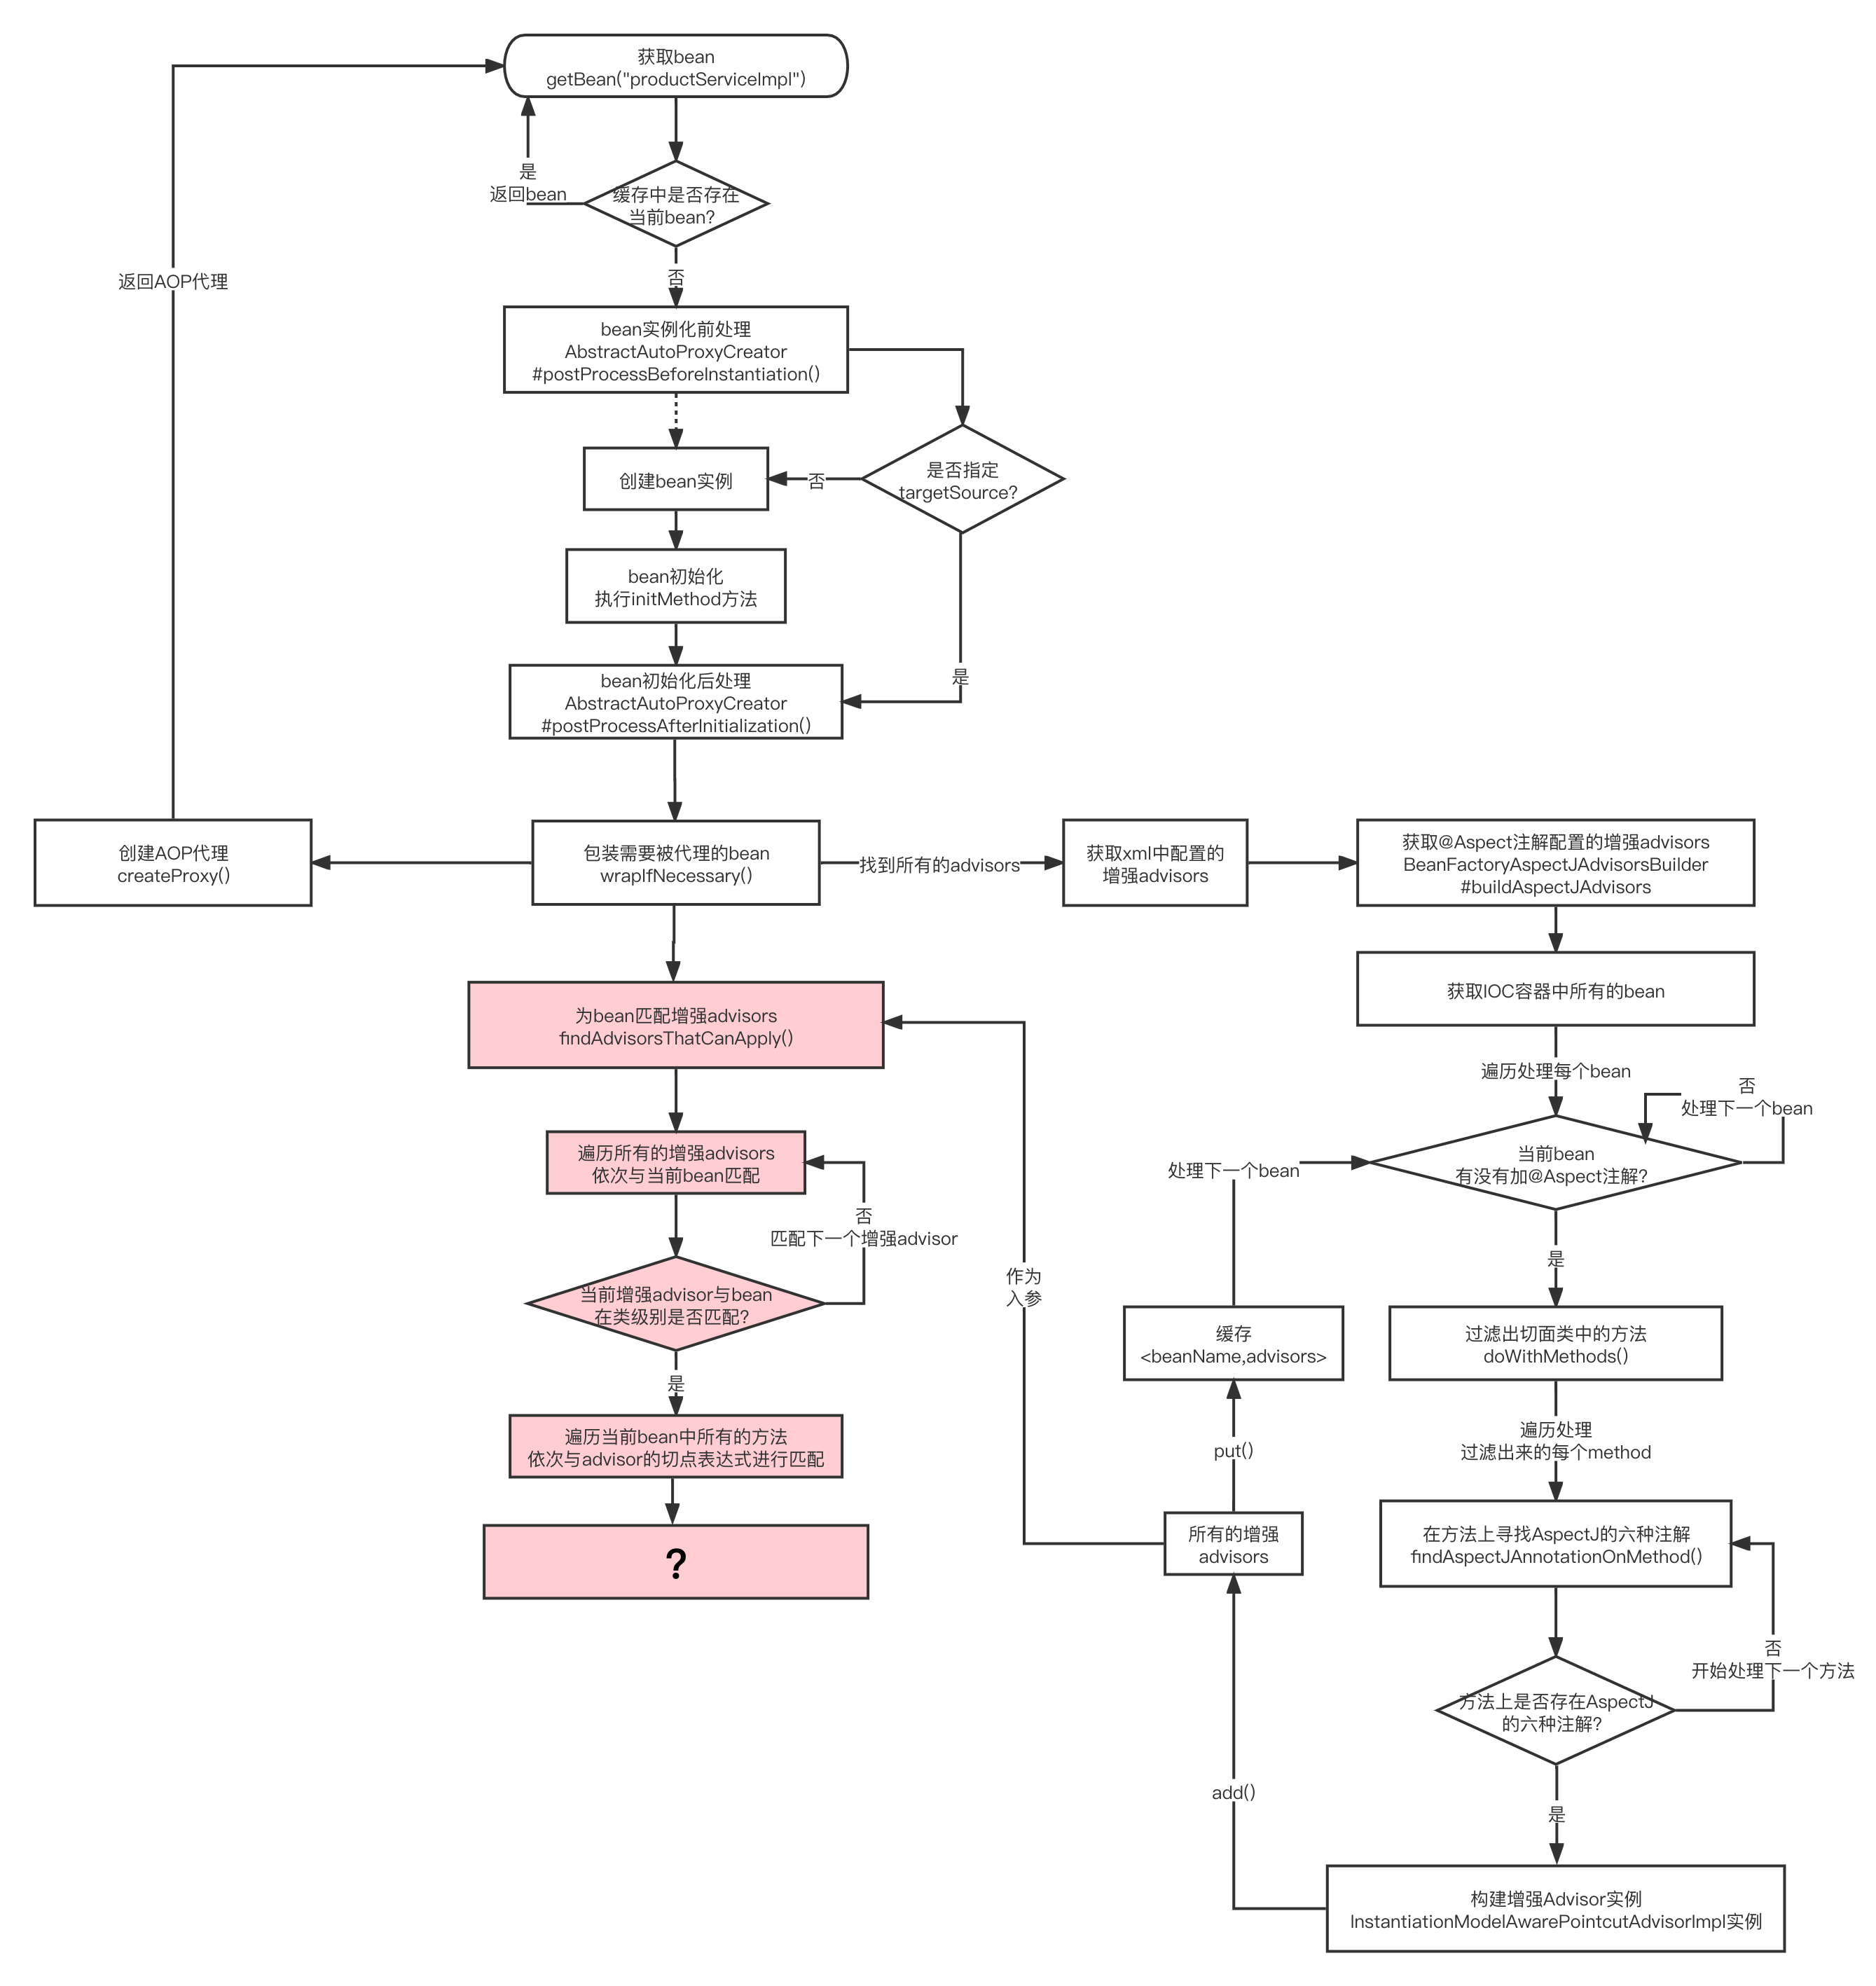 获取bean
getBean("productServiceImpl")
是
返回bean
缓存中是否存在
当前bean?
返回AOP代理
否
bean实例化前处理
AbstractAutoProxyCreator
#postProcessBeforeInstantiation()
创建bean实例
否
是否指定
targetSource?
bean初始化
执行initMethod方法
是
bean初始化后处理
AbstractAutoProxyCreator
#postProcessAfterInitialization()
创建AOP代理
createProxy()
包装需要被代理的bean
wrapIfNecessary()
找到所有的advisors
获取xml中配置的
增强advisors
获取@Aspect注解配置的增强advisors
BeanFactoryAspectJAdvisorsBuilder
#buildAspectJAdvisors
获取IOC容器中所有的bean
为bean匹配增强advisors
findAdvisorsThatCanApply()
遍历处理每个bean
否
处理下一个bean
遍历所有的增强advisors
依次与当前bean匹配
处理下一个bean
当前bean
有没有加@Aspect注解?
否
匹配下一个增强advisor
是
当前增强advisor与bean
在类级别是否匹配?
作为
入参
缓存
<beanName,advisors>
过滤出切面类中的方法
doWithMethods()
是
遍历当前bean中所有的方法
依次与advisor的切点表达式进行匹配
put()
遍历处理
过滤出来的每个method
?
所有的增强
advisors
在方法上寻找AspectJ的六种注解
findAspectJAnnotationOnMethod()
否
开始处理下一个方法
方法上是否存在AspectJ
的六种注解?
add()
是
构建增强Advisor实例
InstantiationModelAwarePointcutAdvisorImpl实例